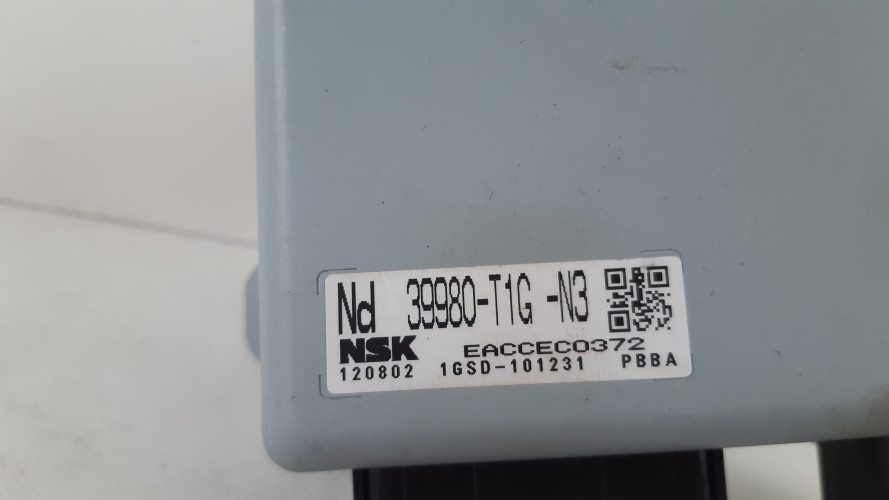 Nd 39980-T1G -N3
NSK EACCEC0372
120802 1GSD-101231 PBBA